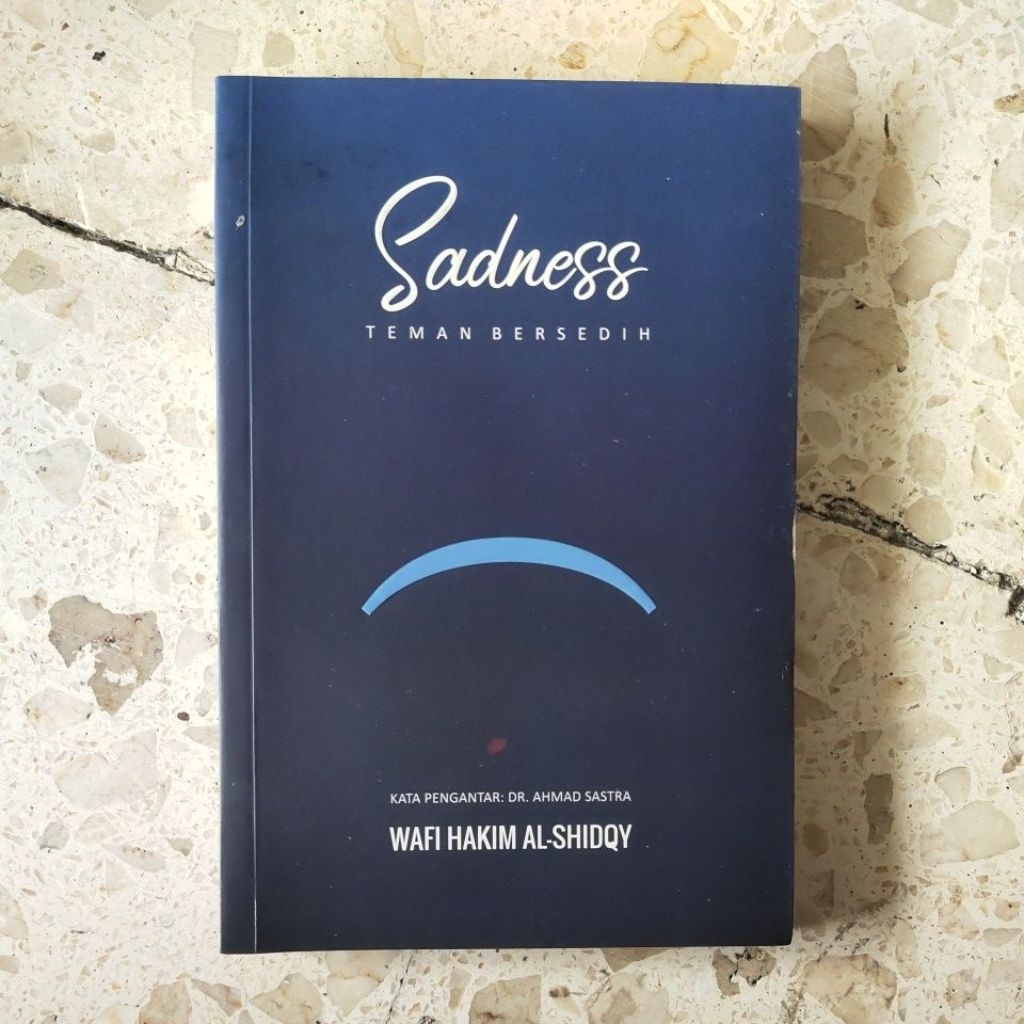 Sadness
TEMAN BERSEDIH
KATA PENGANTAR: DR. AHMAD SASTRA
WAFI HAKIM AL-SHIDQY